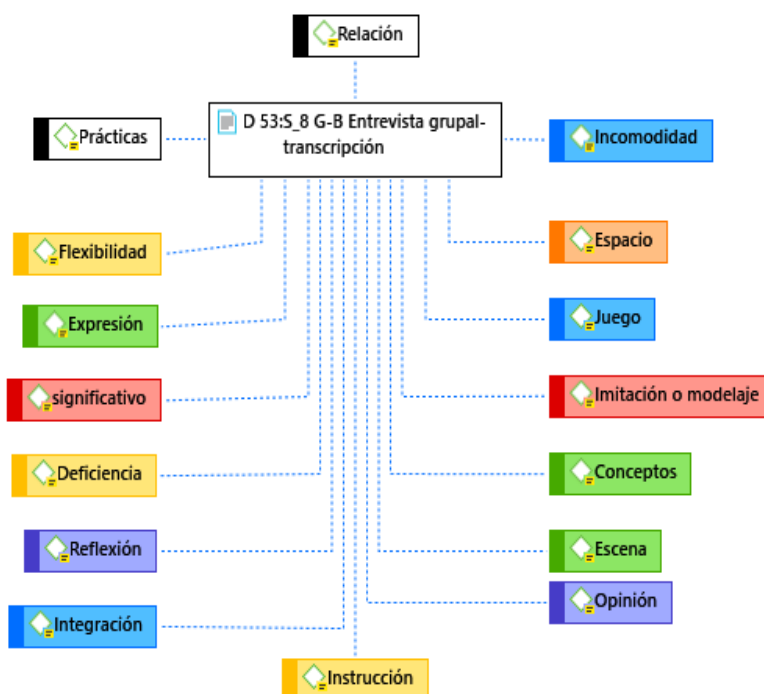 Relación
D 53:S_8 G-B Entrevista grupal-
transcripción
Prácticas
Incomodidad
Flexibilidad
Espacio
Expresión
Juego
significativo
Imitación o modelaje
Deficiencia
Conceptos
Reflexión
Escena
Opinión
Integración
Instrucción